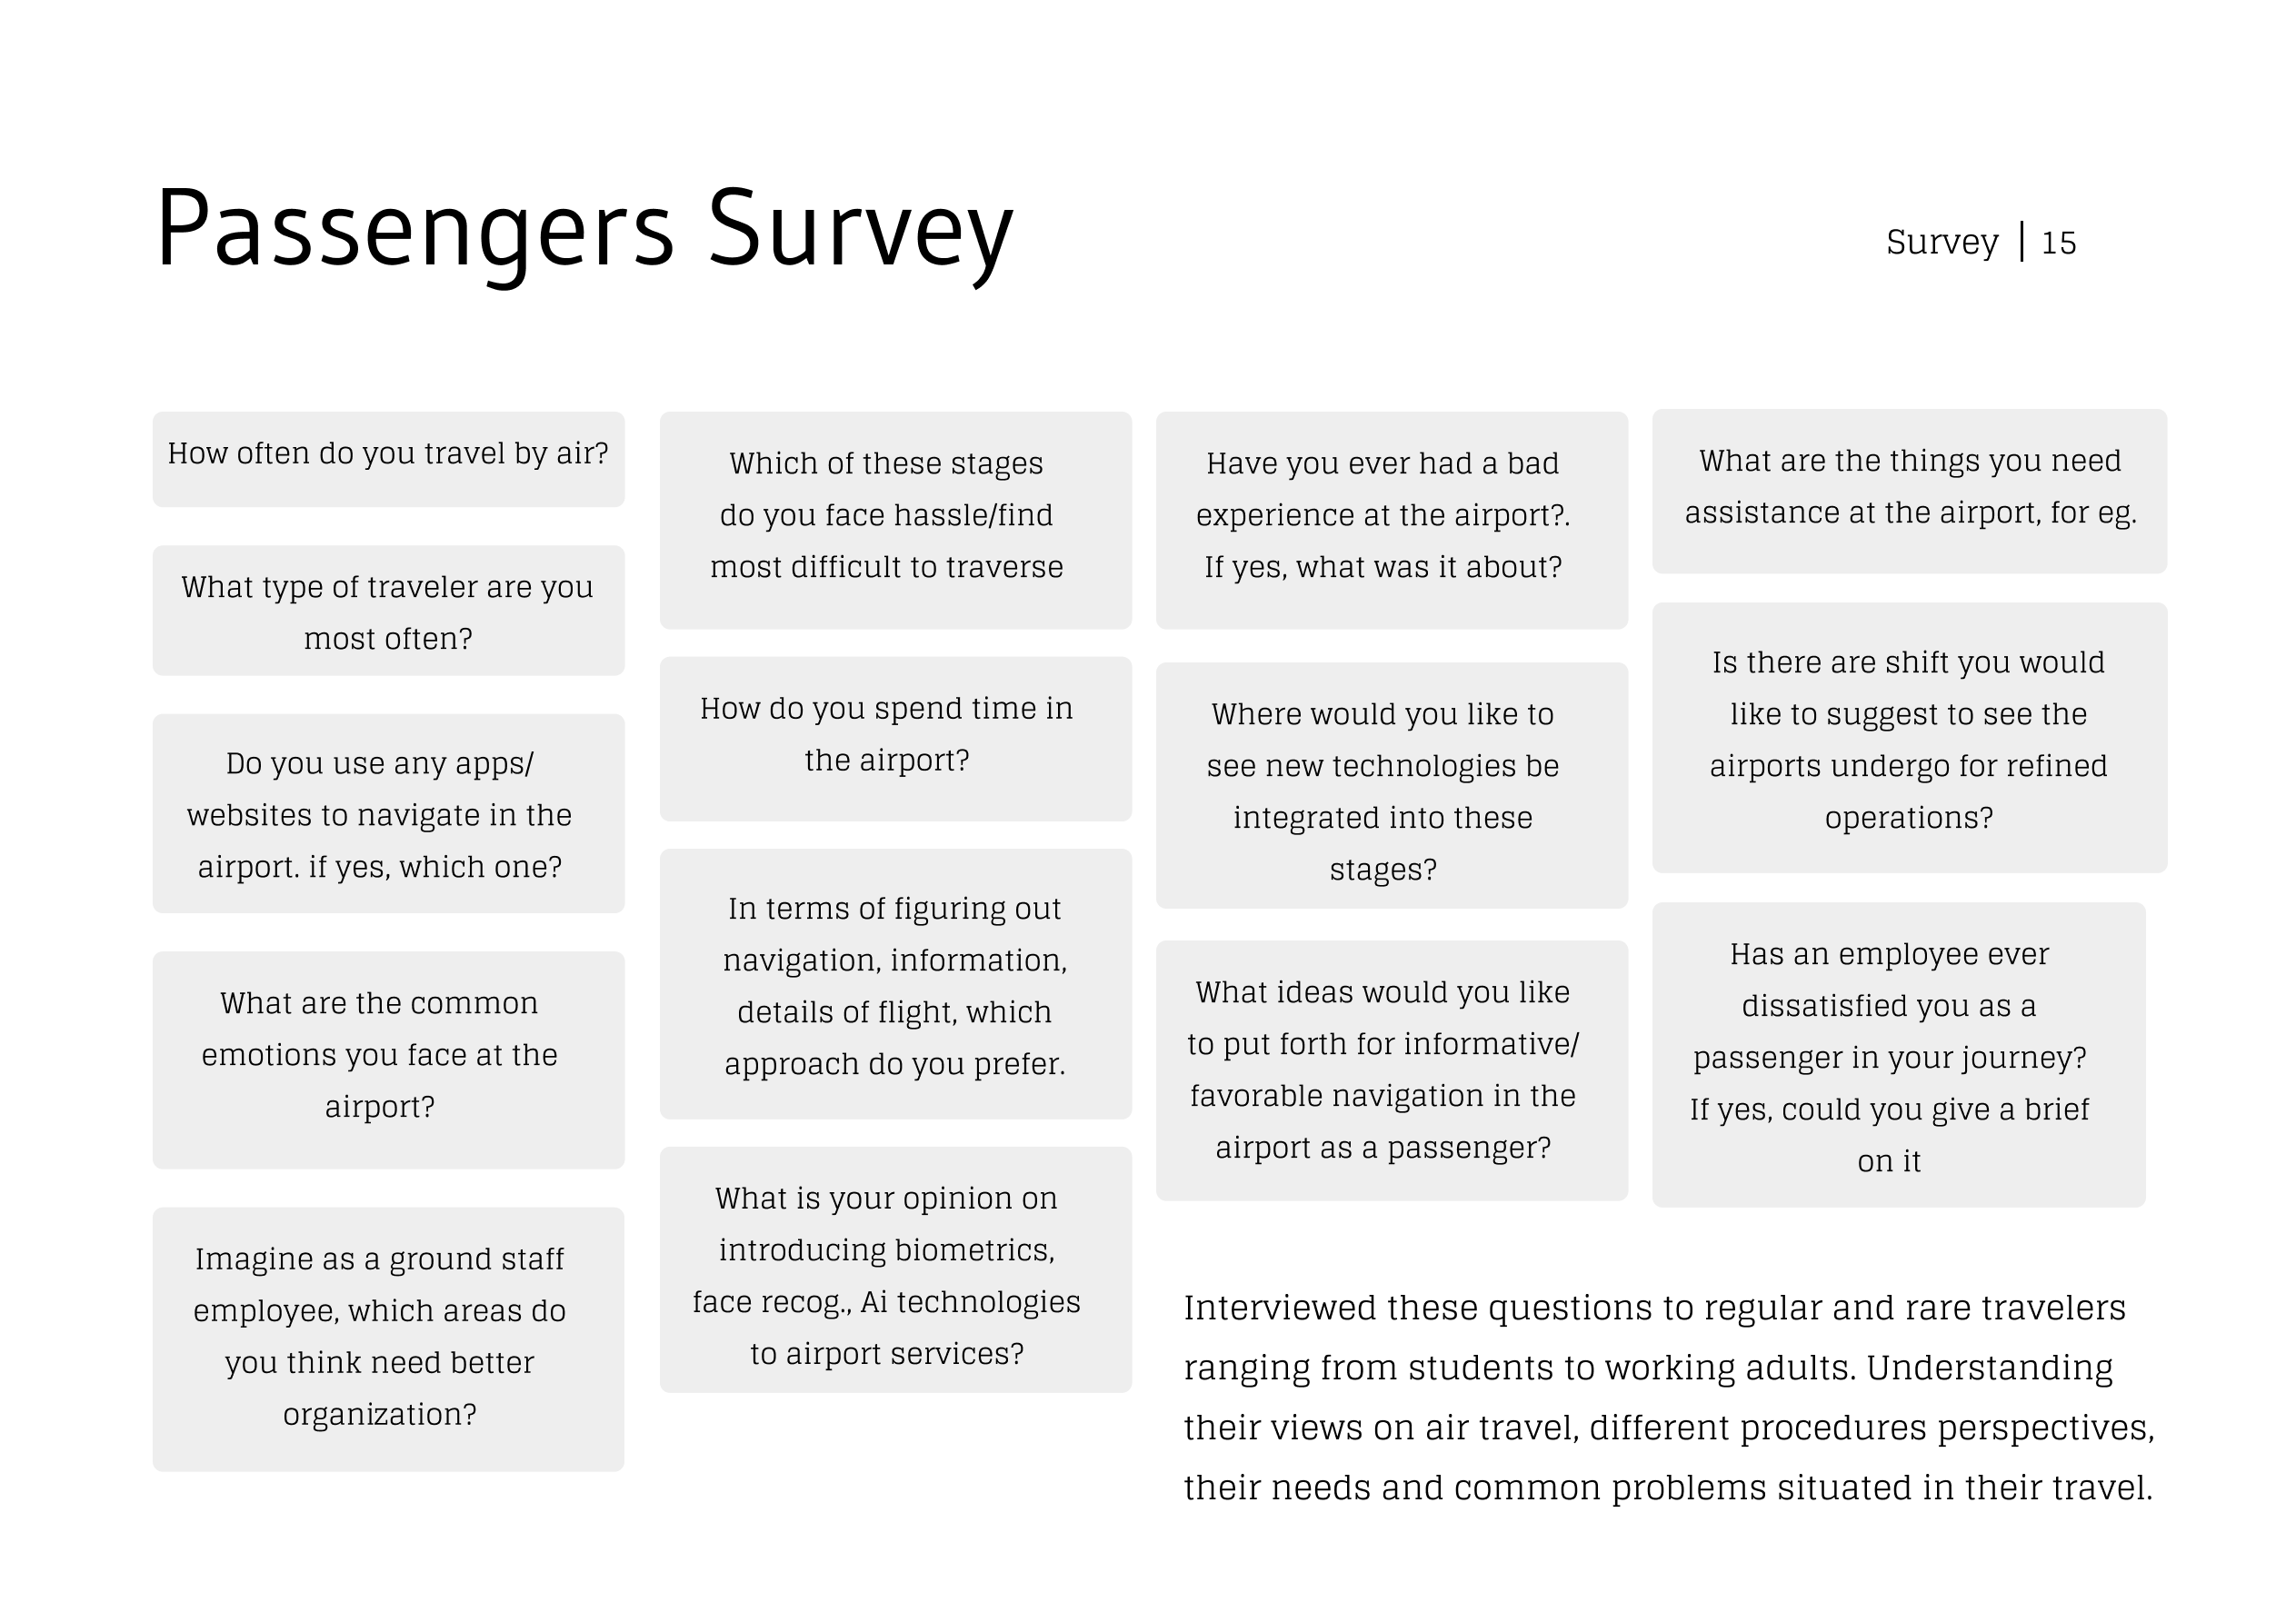 Passengers Survey
Survey | 15
How often do you travel by air?
What type of traveler are you
most often?
Do you use any apps/
websites to navigate in the
airport. if yes, which one?
What are the common
emotions you face at the
airport?
Imagine as a ground staff
employee, which areas do
you think need better
organization?
Which of these stages
do you face hassle/find
most difficult to traverse
How do you spend time in
the airport?
In terms of figuring out
navigation, information,
details of flight, which
approach do you prefer.
What is your opinion on
introducing biometrics,
face recog., Ai technologies
to airport services?
Have you ever had a bad
experience at the airport?.
If yes, what was it about?
Where would you like to
see new technologies be
integrated into these
stages?
What ideas would you like
to put forth for informative/
favorable navigation in the
airport as a passenger?
What are the things you need
assistance at the airport, for eg.
Is there are shift you would
like to suggest to see the
airports undergo for refined
operations?
Has an employee ever
dissatisfied you as a
passenger in your journey?
If yes, could you give a brief
on it
Interviewed these questions to regular and rare travelers
ranging from students to working adults. Understanding
their views on air travel, different procedures perspectives,
their needs and common problems situated in their travel.